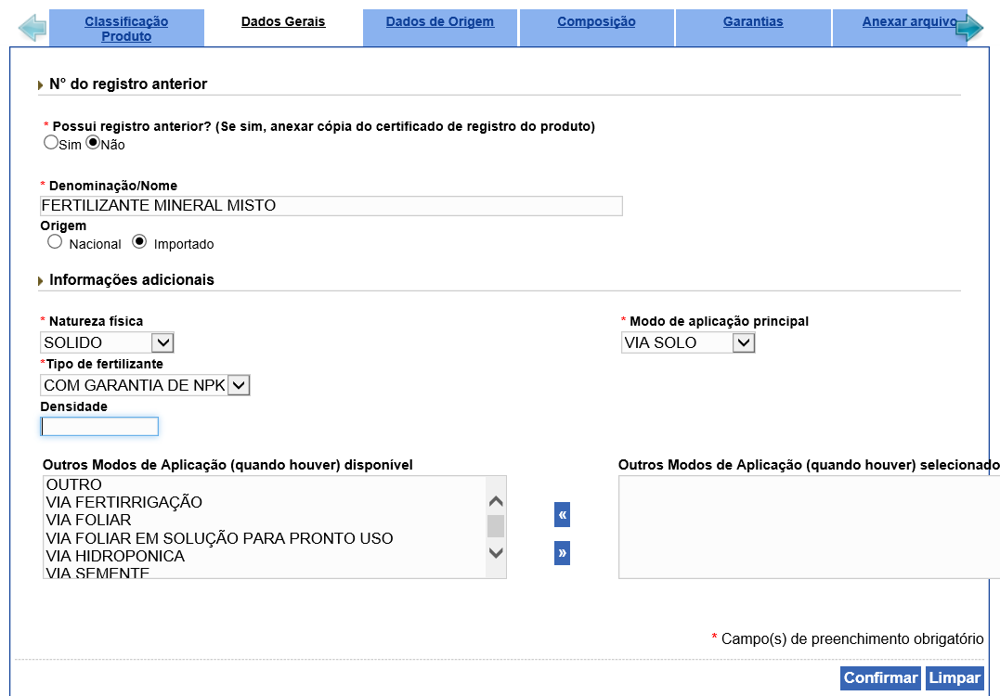 Classificação
Produto
Dados Gerais
Dados de Origem
Composição
Garantias
Anexar arquivo
N° do registro anterior
* Possui registro anterior? (Se sim, anexar cópia do certificado de registro do produto)
Sim Não
* Denominação/Nome
FERTILIZANTE MINERAL MISTO
Origem
Nacional Importado
Informações adicionais
* Natureza física
SOLIDO
* Modo de aplicação principal
VIA SOLO
*Tipo de fertilizante
COM GARANTIA DE NPK
Densidade
Outros Modos de Aplicação (quando houver) disponível
OUTRO
VIA FERTIRRIGAÇÃO
VIA FOLIAR
VIA FOLIAR EM SOLUÇÃO PARA PRONTO USO
VIA HIDROPONICA
VIA SEMENTE
«
»
Outros Modos de Aplicação (quando houver) selecionado
* Campo(s) de preenchimento obrigatório
Confirmar Limpar